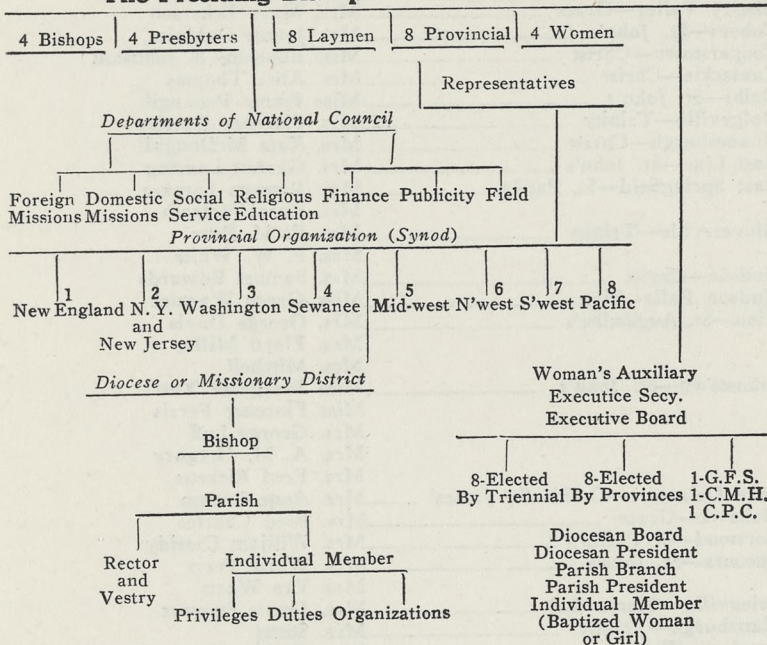 The Presiding
4 Bishops 4 Presbyters 8 Laymen 8 Provincial 4 Women
Representatives
Departments of National Council
Foreign Domestic Social Religious Finance Publicity Field
Missions Missions Service Education
Provincial Organization (Synod)
1 2 3 4 5 6 7 8
New England N. Y. Washington Sewanee Mid-west N'west S'west Pacific
and
New Jersey
Diocese or Missionary District
Bishop
Parish
Rector
and
Vestry
Individual Member
Privileges Duties Organizations
Woman's Auxiliary
Executice Secy.
Executive Board
8-Elected 8-Elected 1-G.F.S.
By Triennial By Provinces 1-C.M.H.
1 C.P.C.
Diocesan Board
Diocesan President
Parish Branch
Parish President
Individual Member
(Baptized Woman
or Girl)